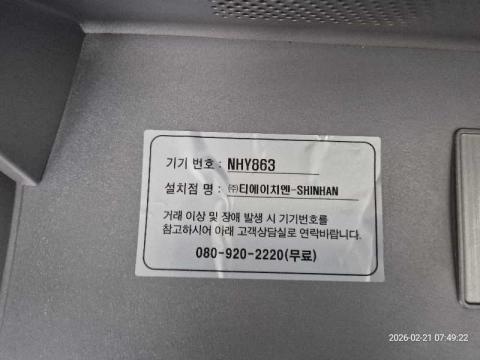 기기 번호 : NHY863
설치점 명 : ㈜티에이치엔-SHINHAN
거래 이상 및 장애 발생 시 기기번호를
참고하시어 아래 고객상담실로 연락바랍니다.
080-920-2220(무료)
2026-02-21 07:49:22